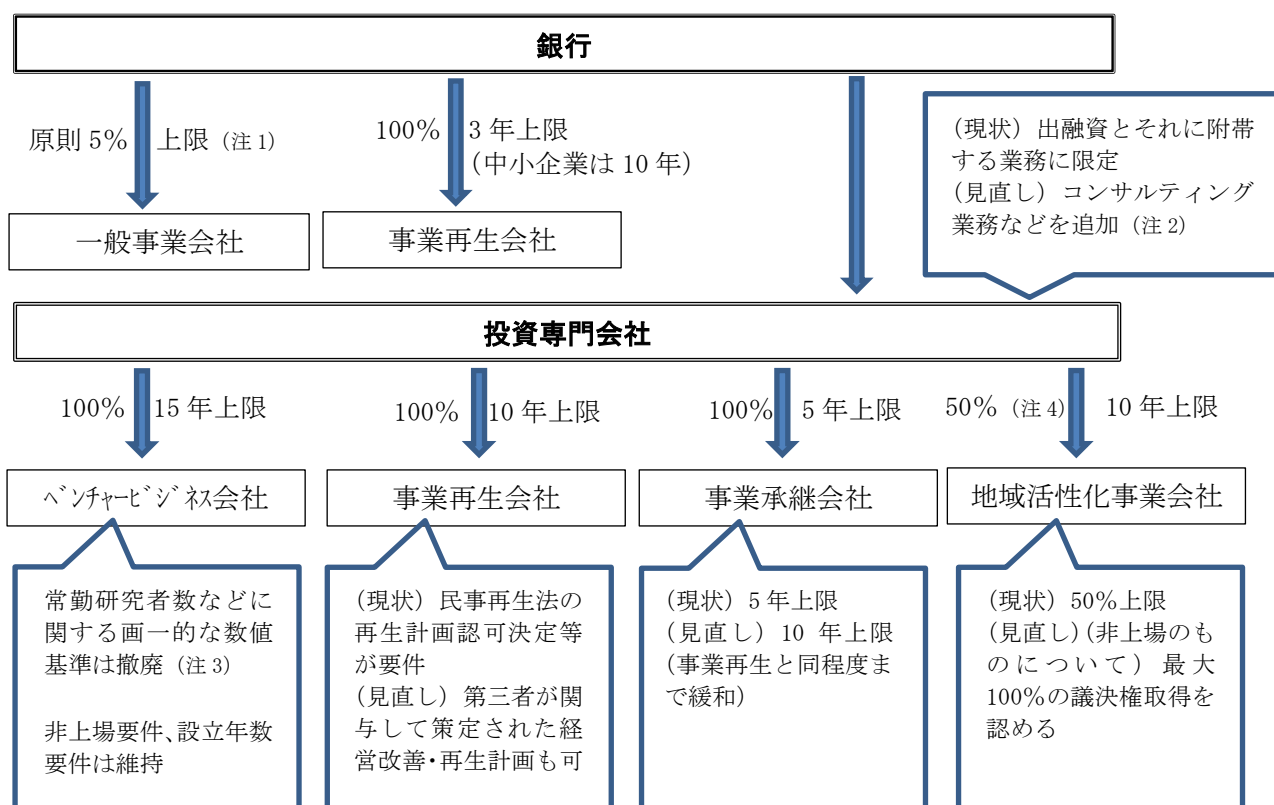 銀行
原則 5%　上限（注 1）
100%　3 年上限
（中小企業は 10 年）
(現状) 出融資とそれに附帯
する業務に限定
(見直し) コンサルティング
業務などを追加（注 2）
一般事業会社
事業再生会社
投資専門会社
100%　15 年上限
100%　10 年上限
100%　5 年上限
50%（注 4）　10 年上限
ﾍﾞﾝﾁｬｰﾋﾞｼﾞﾈｽ会社
事業再生会社
事業承継会社
地域活性化事業会社
常勤研究者数などに
関する画一的な数値
基準は撤廃（注 3）
非上場要件、設立年数
要件は維持
(現状) 民事再生法の
再生計画認可決定等
が要件
(見直し) 第三者が関
与して策定された経
営改善・再生計画も可
(現状) 5 年上限
(見直し) 10 年上限
(事業再生と同程度ま
で緩和)
(現状) 50%上限
(見直し)(非上場のも
のについて) 最大
100%の議決権取得を
認める